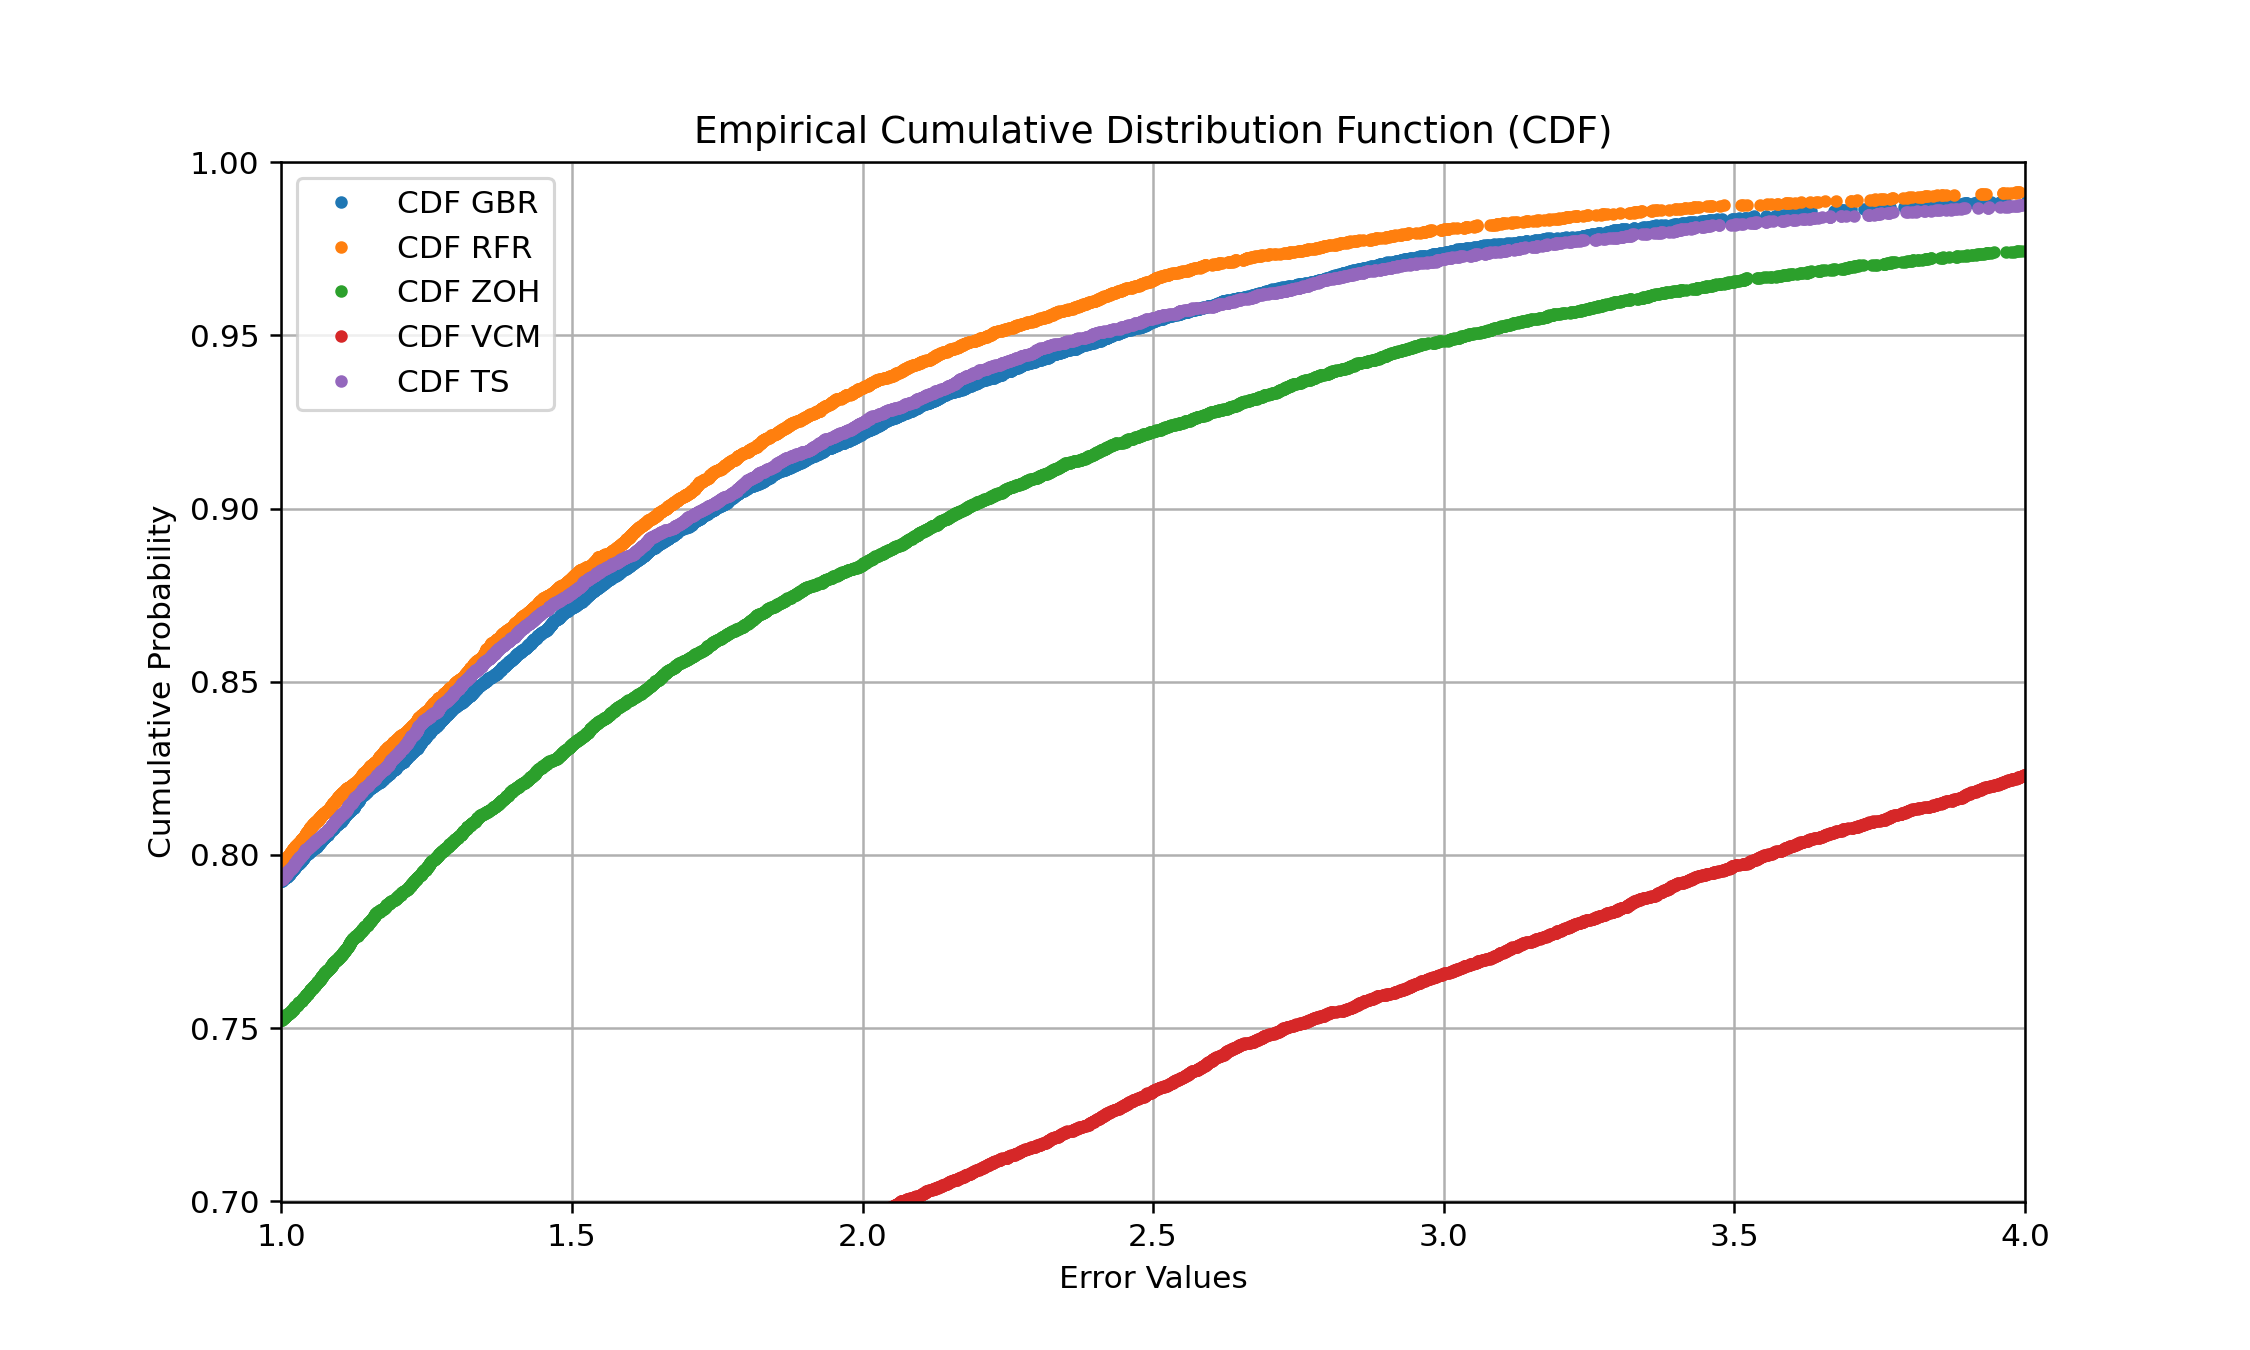 Empirical Cumulative Distribution Function (CDF)
1.00
0.95
0.90
0.85
0.80
0.75
0.70
Cumulative Probability
CDF GBR
CDF RFR
CDF ZOH
CDF VCM
CDF TS
1.0 1.5 2.0 2.5 3.0 3.5 4.0
Error Values